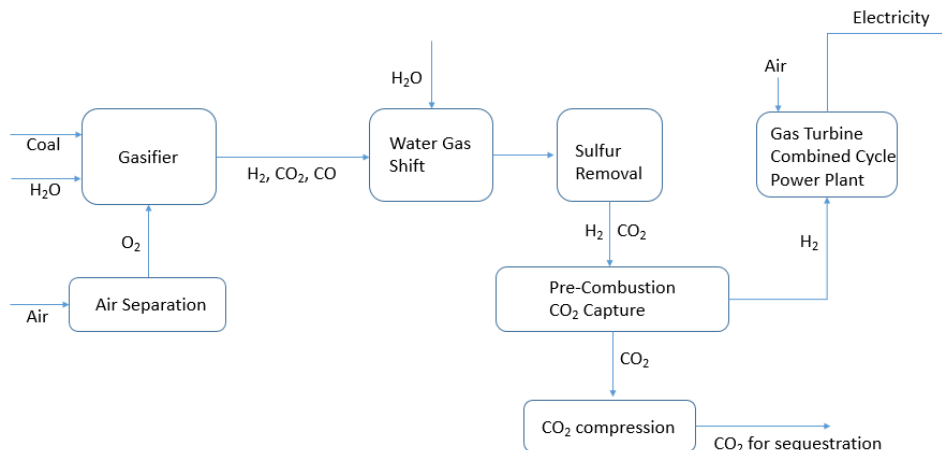 Electricity
Air
H₂O
Coal
Gasifier
Water Gas
Shift
Sulfur
Removal
Gas Turbine
Combined Cycle
Power Plant
H₂, CO₂, CO
H₂O
O₂
H₂ CO₂
H₂
Air Separation
Air
Pre-Combustion
CO₂ Capture
CO₂
CO₂ compression
CO₂ for sequestration